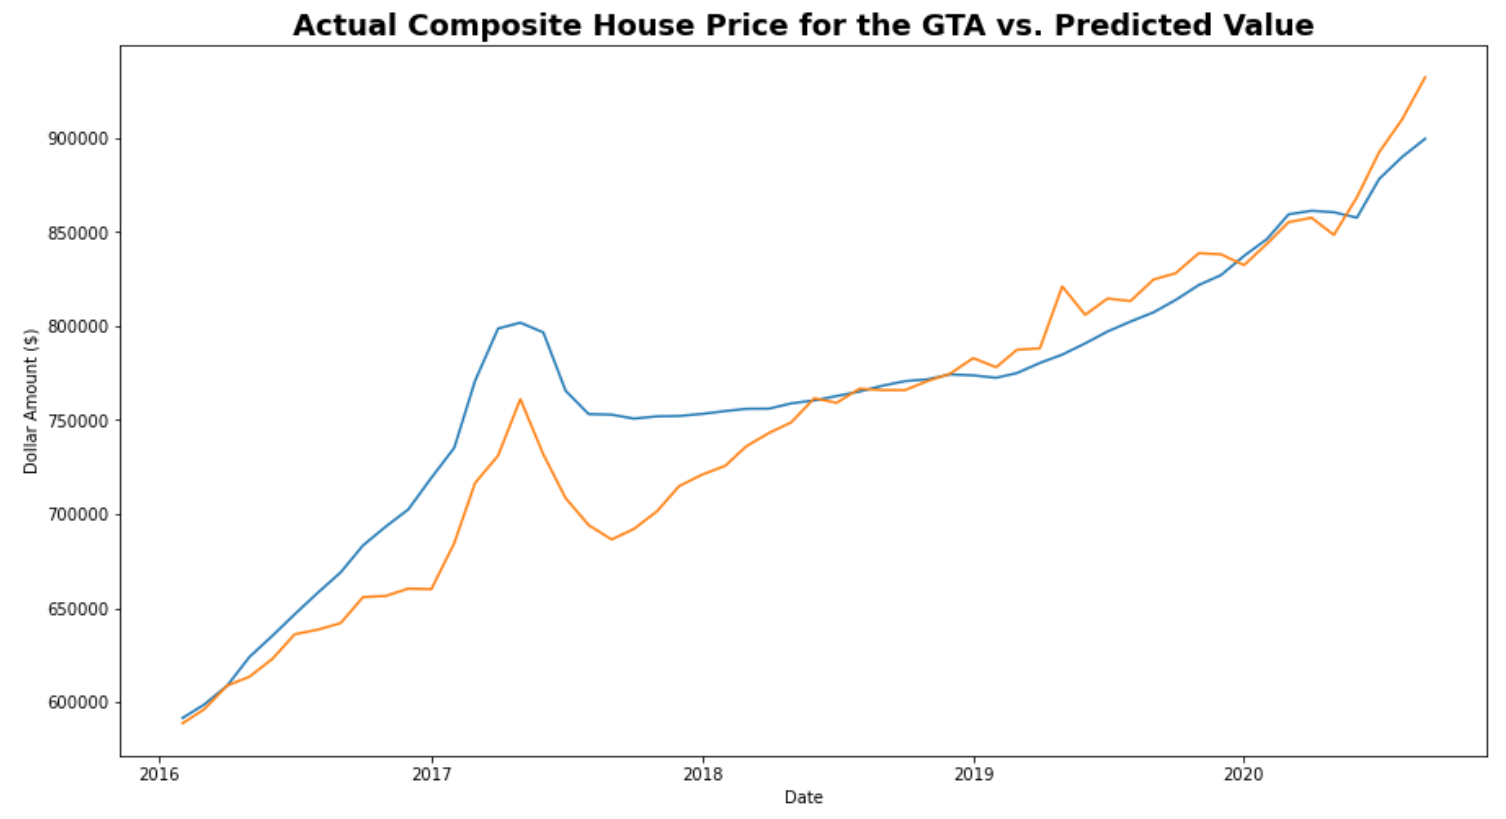 Actual Composite House Price for the GTA vs. Predicted Value
900000
850000
800000
750000
700000
650000
600000
Dollar Amount ($)
2016 2017 2018 2019 2020
Date